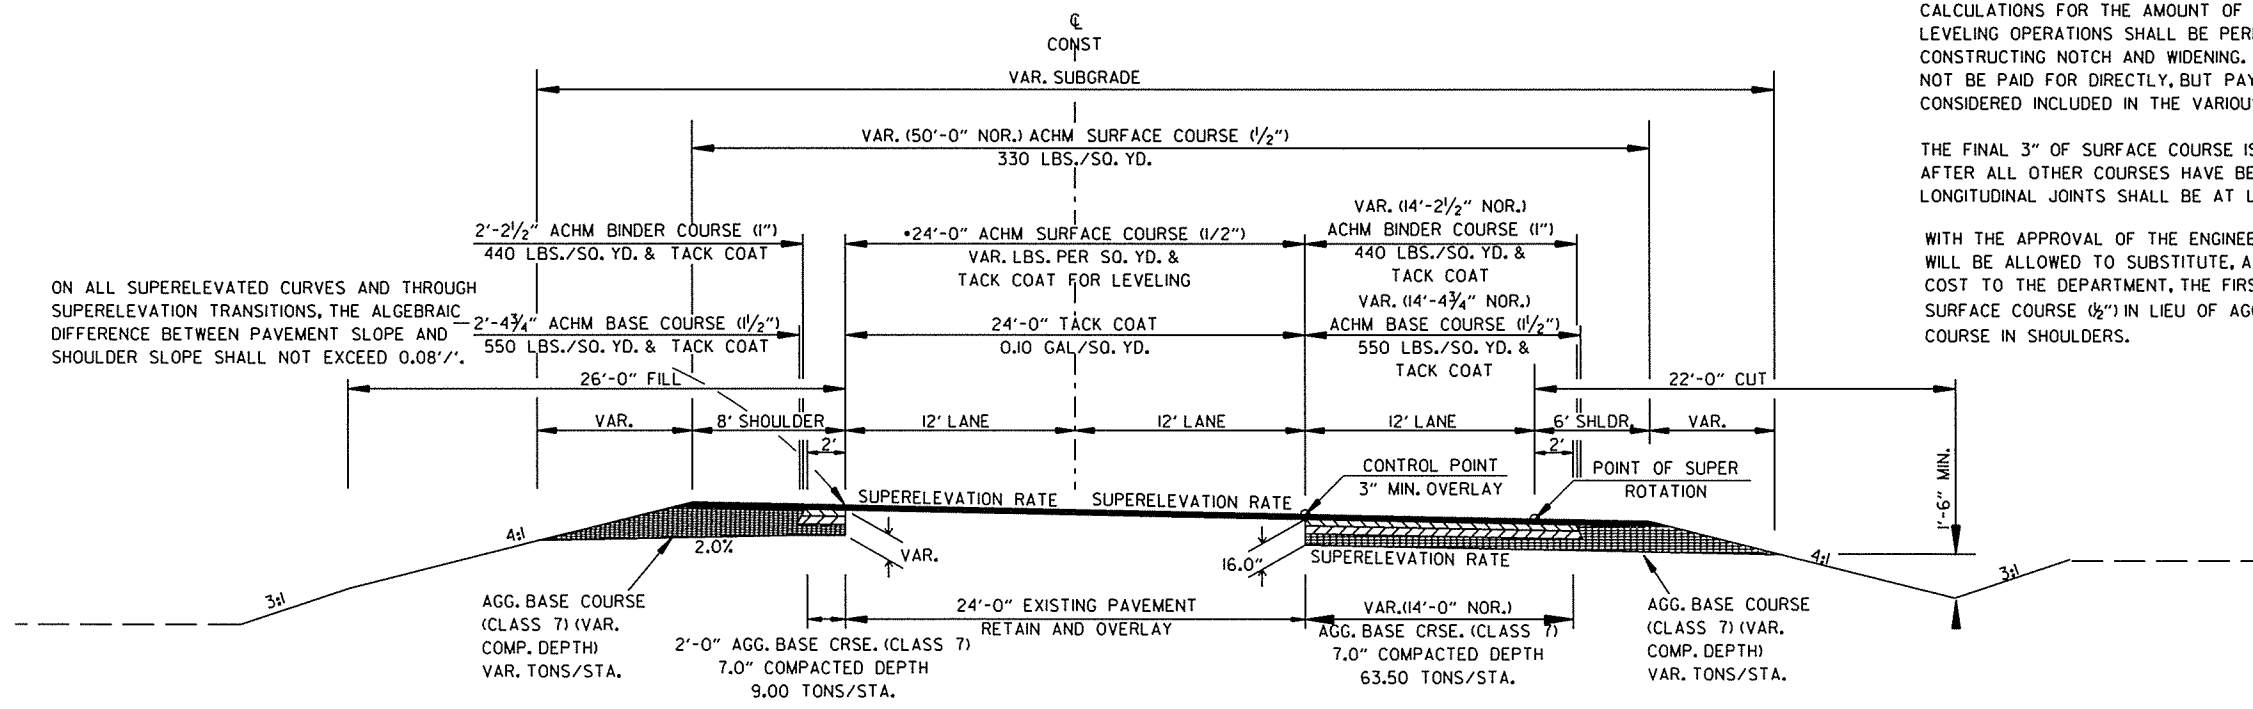 ℄
CONST
VAR. SUBGRADE
VAR. (50'-0" NOR.) ACHM SURFACE COURSE (1/2")
330 LBS./SQ. YD.
2'-2 1/2" ACHM BINDER COURSE (1")
440 LBS./SQ. YD. & TACK COAT
*24'-0" ACHM SURFACE COURSE (1/2")
VAR. LBS. PER SQ. YD. &
TACK COAT FOR LEVELING
VAR. (14'-2 1/2" NOR.)
ACHM BINDER COURSE (1")
440 LBS./SQ. YD. &
TACK COAT
ON ALL SUPERELEVATED CURVES AND THROUGH
SUPERELEVATION TRANSITIONS, THE ALGEBRAIC
DIFFERENCE BETWEEN PAVEMENT SLOPE AND
SHOULDER SLOPE SHALL NOT EXCEED 0.08'/'.
2'-4 3/4" ACHM BASE COURSE (1 1/2")
550 LBS./SQ. YD. & TACK COAT
24'-0" TACK COAT
0.10 GAL/SQ. YD.
VAR. (14'-4 3/4" NOR.)
ACHM BASE COURSE (1 1/2")
550 LBS./SQ. YD. &
TACK COAT
26'-0" FILL
22'-0" CUT
VAR.
8' SHOULDER
12' LANE
12' LANE
12' LANE
6' SHLDR.
VAR.
2'
2'
CONTROL POINT
3" MIN. OVERLAY
POINT OF SUPER
ROTATION
1'-6" MIN.
SUPERELEVATION RATE
SUPERELEVATION RATE
4:1
2.0%
VAR.
16.0"
SUPERELEVATION RATE
4:1
3:1
3:1
AGG. BASE COURSE
(CLASS 7) (VAR.
COMP. DEPTH)
VAR. TONS/STA.
2'-0" AGG. BASE CRSE. (CLASS 7)
7.0" COMPACTED DEPTH
9.00 TONS/STA.
24'-0" EXISTING PAVEMENT
RETAIN AND OVERLAY
VAR.(14'-0" NOR.)
AGG. BASE CRSE. (CLASS 7)
7.0" COMPACTED DEPTH
63.50 TONS/STA.
AGG. BASE COURSE
(CLASS 7) (VAR.
COMP. DEPTH)
VAR. TONS/STA.
CALCULATIONS FOR THE AMOUNT OF
LEVELING OPERATIONS SHALL BE
CONSTRUCTING NOTCH AND WIDENING.
NOT BE PAID FOR DIRECTLY, BUT
CONSIDERED INCLUDED IN THE
THE FINAL 3" OF SURFACE COURSE
AFTER ALL OTHER COURSES HAVE
LONGITUDINAL JOINTS SHALL BE AT
WITH THE APPROVAL OF THE
WILL BE ALLOWED TO SUBSTITUTE,
COST TO THE DEPARTMENT, THE
SURFACE COURSE (1/2") IN LIEU OF
COURSE IN SHOULDERS.